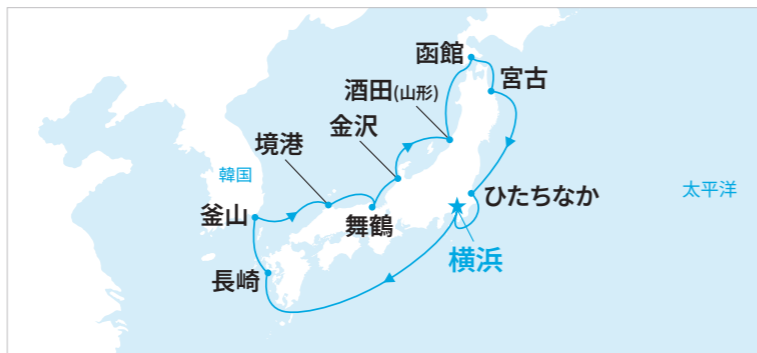 函館
宮古
酒田(山形)
金沢
境港
韓国
太平洋
ひたちなか
釜山
舞鶴
横浜
長崎